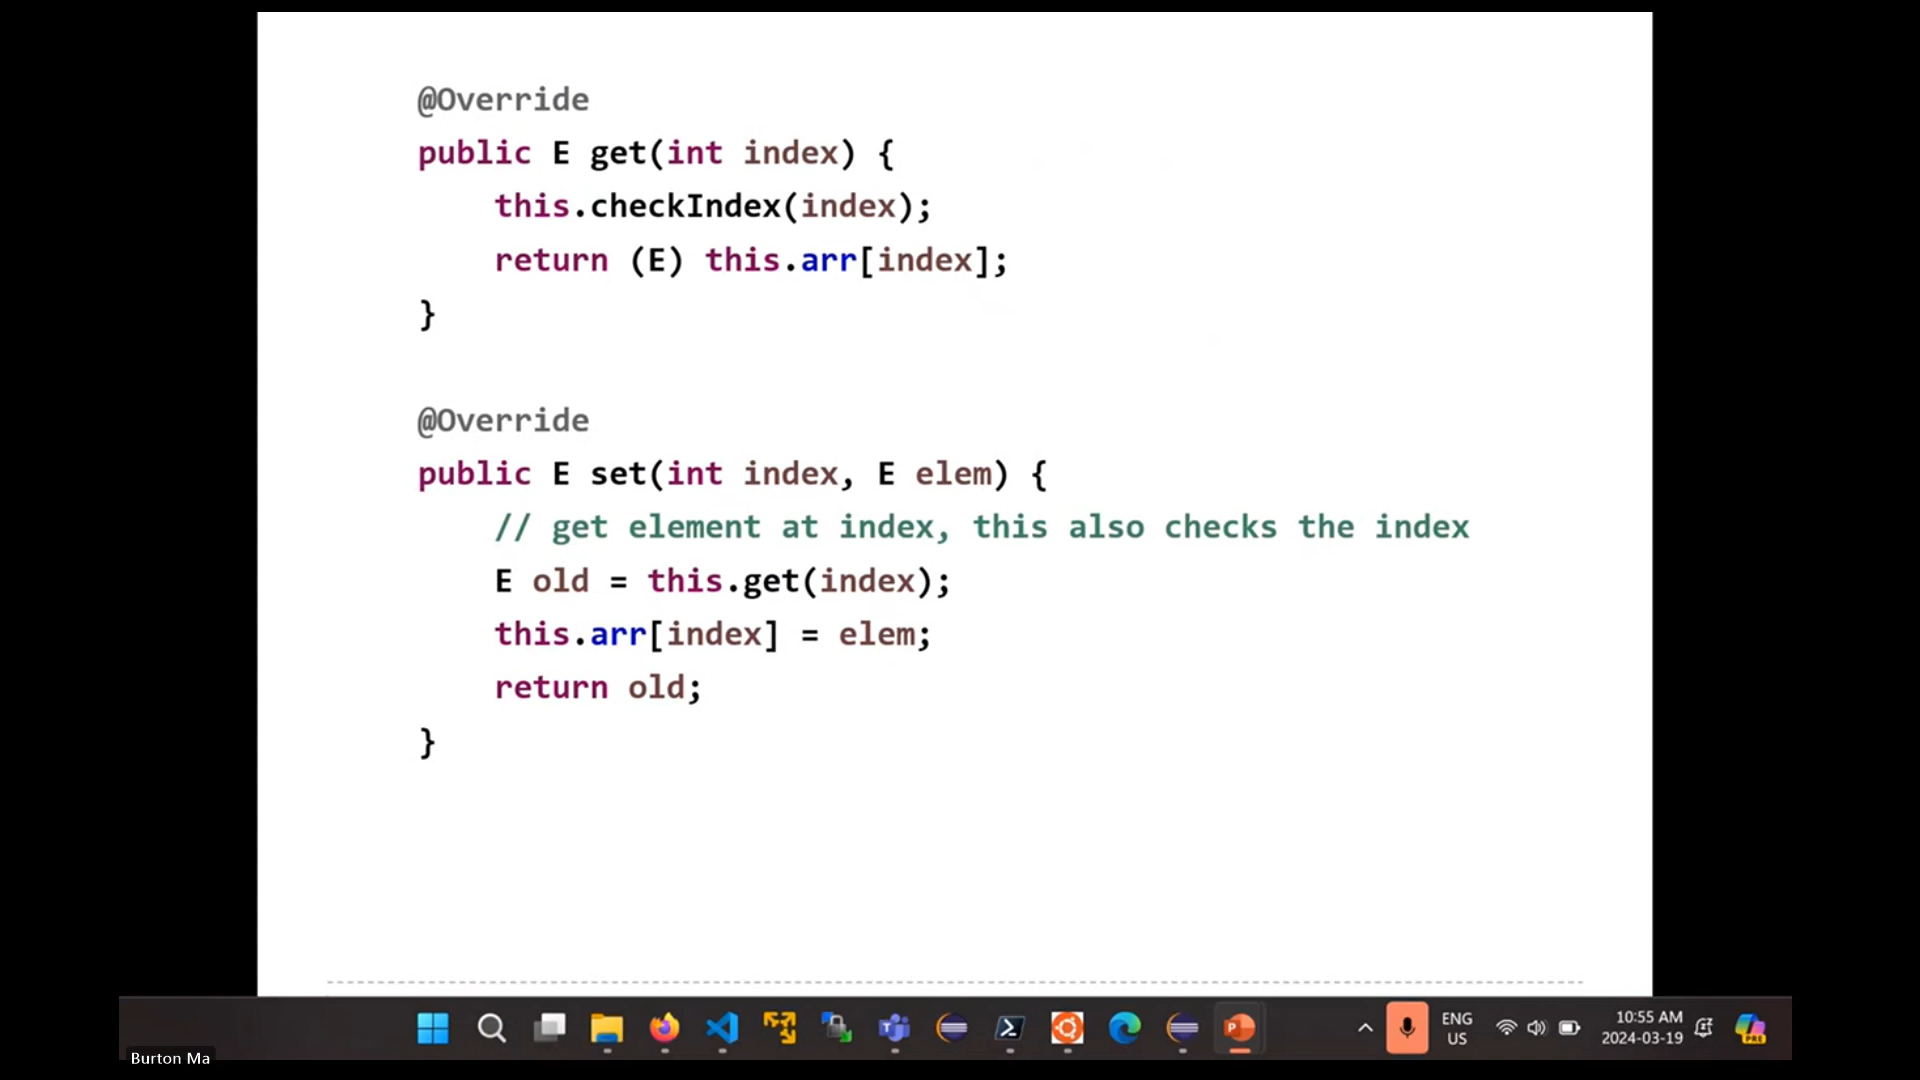 @Override
public E get(int index) {
this.checkIndex(index);
return (E) this.arr[index];
}
@Override
public E set(int index, E elem) {
// get element at index, this also checks the index
E old = this.get(index);
this.arr[index] = elem;
return old;
}
ENG
US
10:55 AM
2024-03-19
PRE
Burton Ma